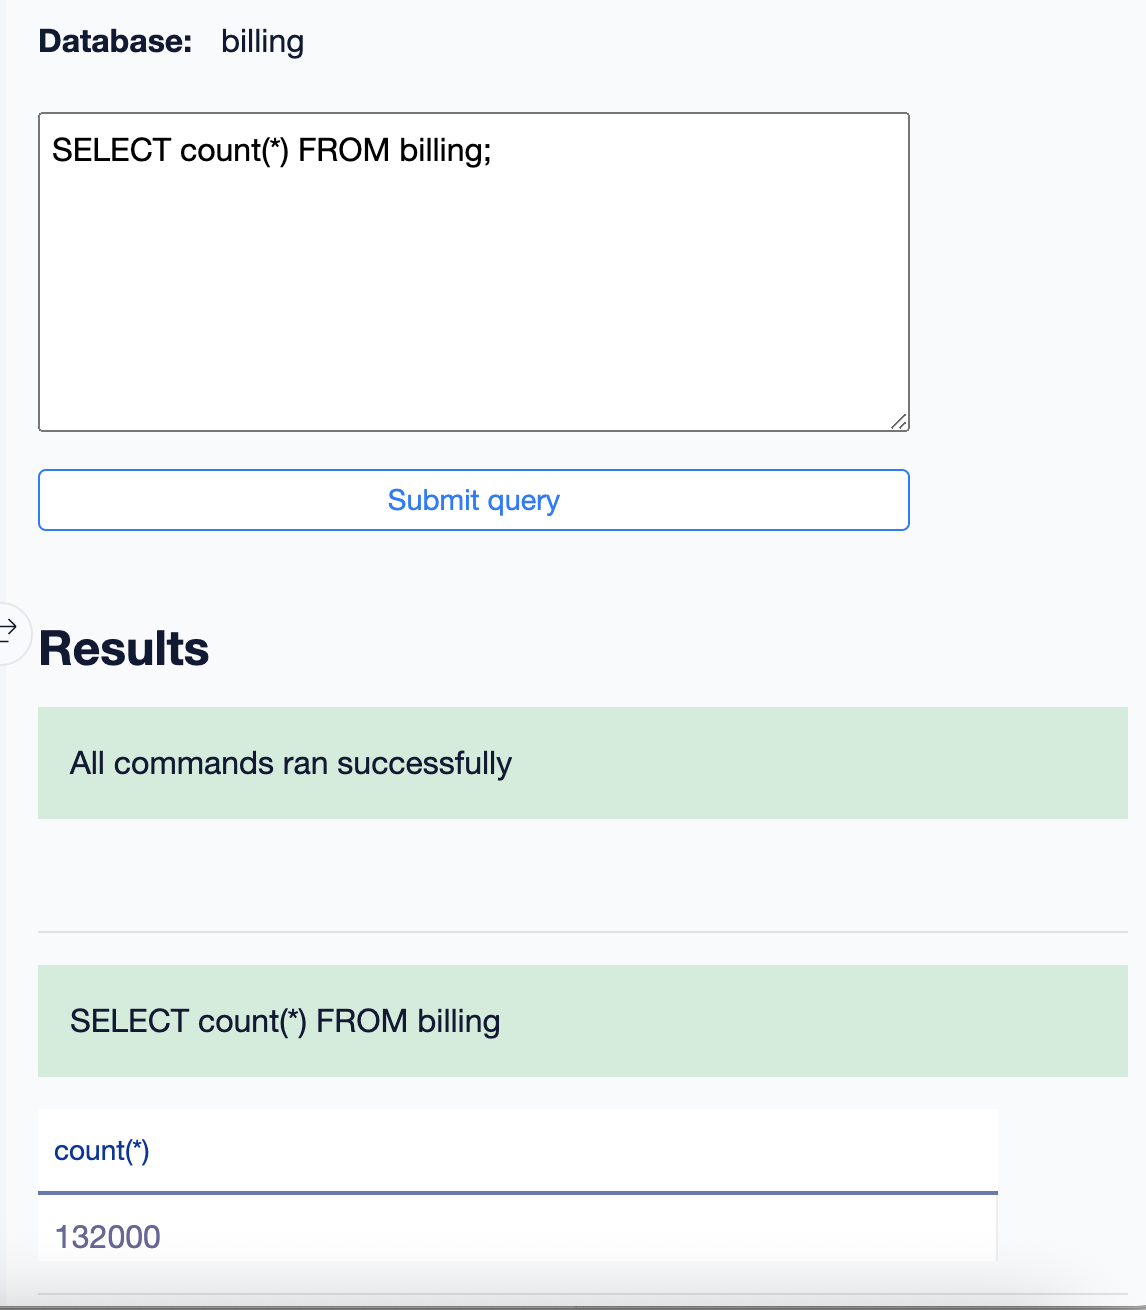 Database: billing
SELECT count(*) FROM billing;
Submit query
Results
All commands ran successfully
SELECT count(*) FROM billing
count(*)
132000